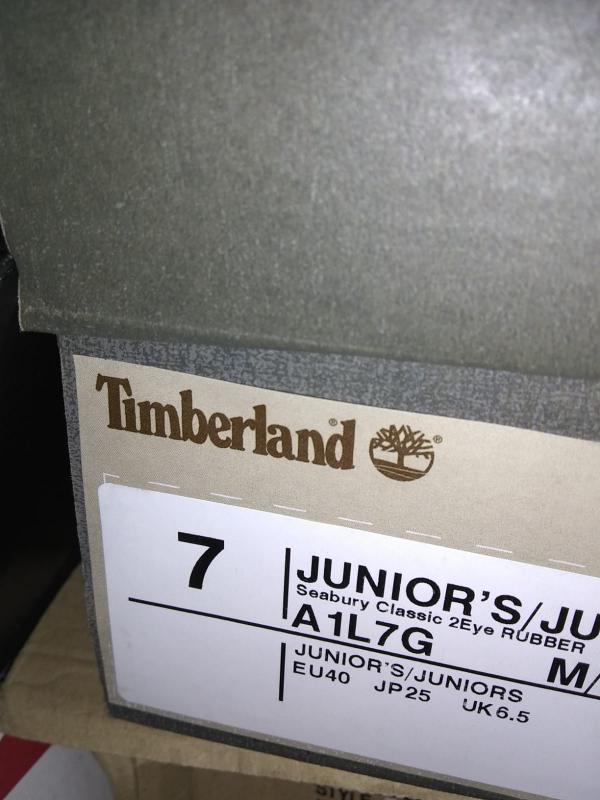 Timberland®
7
JUNIOR'S/JU
Seabury Classic 2Eye RUBBER
A1L7G
M/
JUNIOR'S/JUNIORS
EU40 JP25 UK6.5